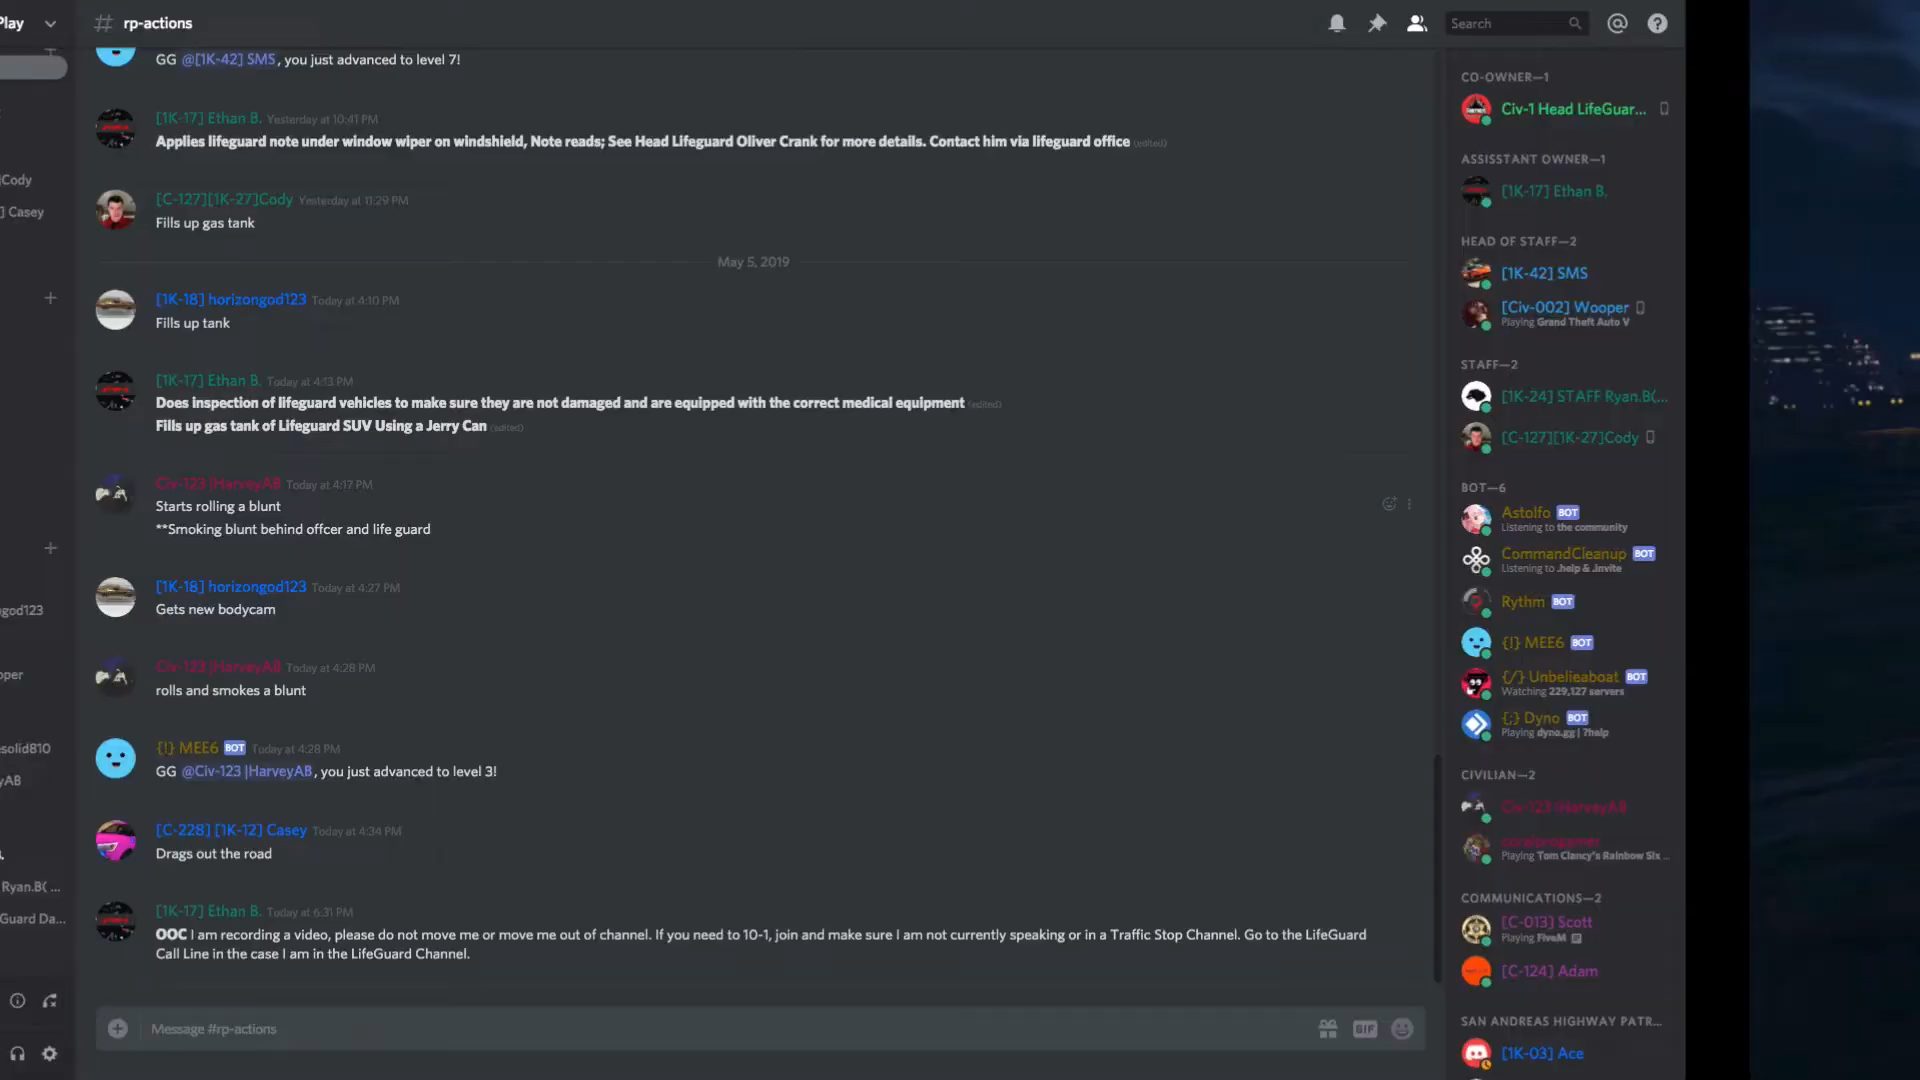 Play
# rp-actions
Search
GG @[1K-42] SMS, you just advanced to level 7!
[1K-17] Ethan B. Yesterday at 10:41 PM
Applies lifeguard note under window wiper on windshield, Note reads; See Head Lifeguard Oliver Crank for more details. Contact him via lifeguard office (edited)
[C-127][1K-27]Cody Yesterday at 11:29 PM
Fills up gas tank
May 5, 2019
[1K-18] horizongod123 Today at 4:10 PM
Fills up tank
[1K-17] Ethan B. Today at 4:13 PM
Does inspection of lifeguard vehicles to make sure they are not damaged and are equipped with the correct medical equipment (edited)
Fills up gas tank of Lifeguard SUV Using a Jerry Can (edited)
Civ-123 |HarveyAB Today at 4:17 PM
Starts rolling a blunt
**Smoking blunt behind offcer and life guard
[1K-18] horizongod123 Today at 4:27 PM
Gets new bodycam
Civ-123 |HarveyAB Today at 4:28 PM
rolls and smokes a blunt
{!} MEE6 BOT Today at 4:28 PM
GG @Civ-123 |HarveyAB, you just advanced to level 3!
[C-228] [1K-12] Casey Today at 4:34 PM
Drags out the road
[1K-17] Ethan B. Today at 6:31 PM
OOC I am recording a video, please do not move me or move me out of channel. If you need to 10-1, join and make sure I am not currently speaking or in a Traffic Stop Channel. Go to the LifeGuard
Call Line in the case I am in the LifeGuard Channel.
Message #rp-actions
GIF
|Cody
] Casey
god123
oper
solid810
yAB
Ryan.B( ...
Guard Da...
CO-OWNER—1
Civ-1 Head LifeGuar...
ASSISSTANT OWNER—1
[1K-17] Ethan B.
HEAD OF STAFF—2
[1K-42] SMS
[Civ-002] Wooper
Playing Grand Theft Auto V
STAFF—2
[1K-24] STAFF Ryan.B(...
[C-127][1K-27]Cody
BOT—6
Astolfo BOT
Listening to the community
CommandCleanup BOT
Listening to .help & .invite
Rythm BOT
{!} MEE6 BOT
{/} Unbelieaboat BOT
Watching 229,127 servers
{;} Dyno BOT
Playing dyno.gg | ?help
CIVILIAN—2
Civ-123 |HarveyAB
Playing Tom Clancy's Rainbow Six ...
COMMUNICATIONS—2
[C-013] Scott
Playing FiveM
[C-124] Adam
SAN ANDREAS HIGHWAY PATR...
[1K-03] Ace